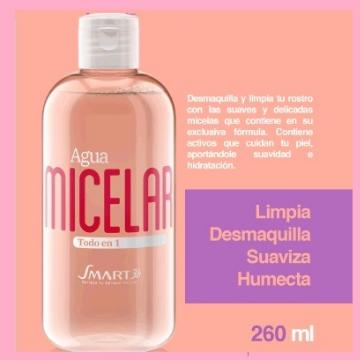 Desmaquilla y limpia tu rostro
con las suaves y delicadas
micelas que contiene en su
exclusiva fórmula. Contiene
activos que cuidan tu piel,
aportándole suavidad e
hidratación.
Agua
MICELAR
Todo en 1
SMART
Limpia
Desmaquilla
Suaviza
Humecta
260 ml